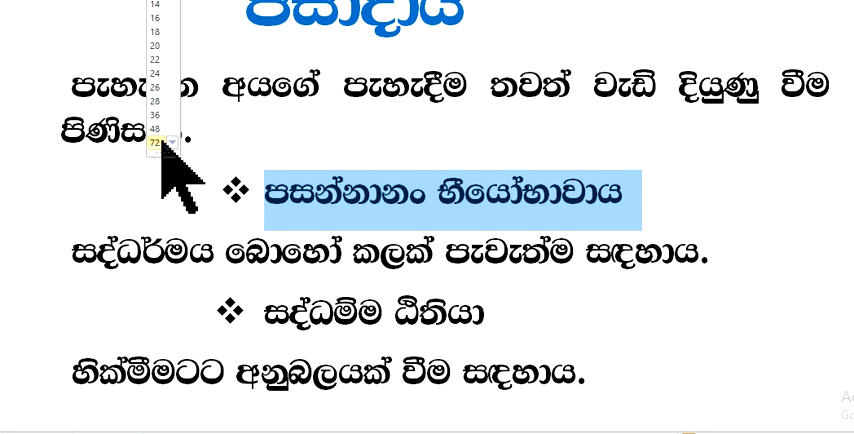 පසාදාය
14
16
18
20
22
24
26
28
36
48
72
අයගේ පැහැදීම තවත් වැඩි දියුණු වීම
❖ පසන්නානං භීයෝභාවාය
සද්ධර්මය බොහෝ කලක් පැවැත්ම සඳහාය.
❖ සද්ධම්ම ඨිතියා
හික්මීමටට අනුබලයක් වීම සඳහාය.